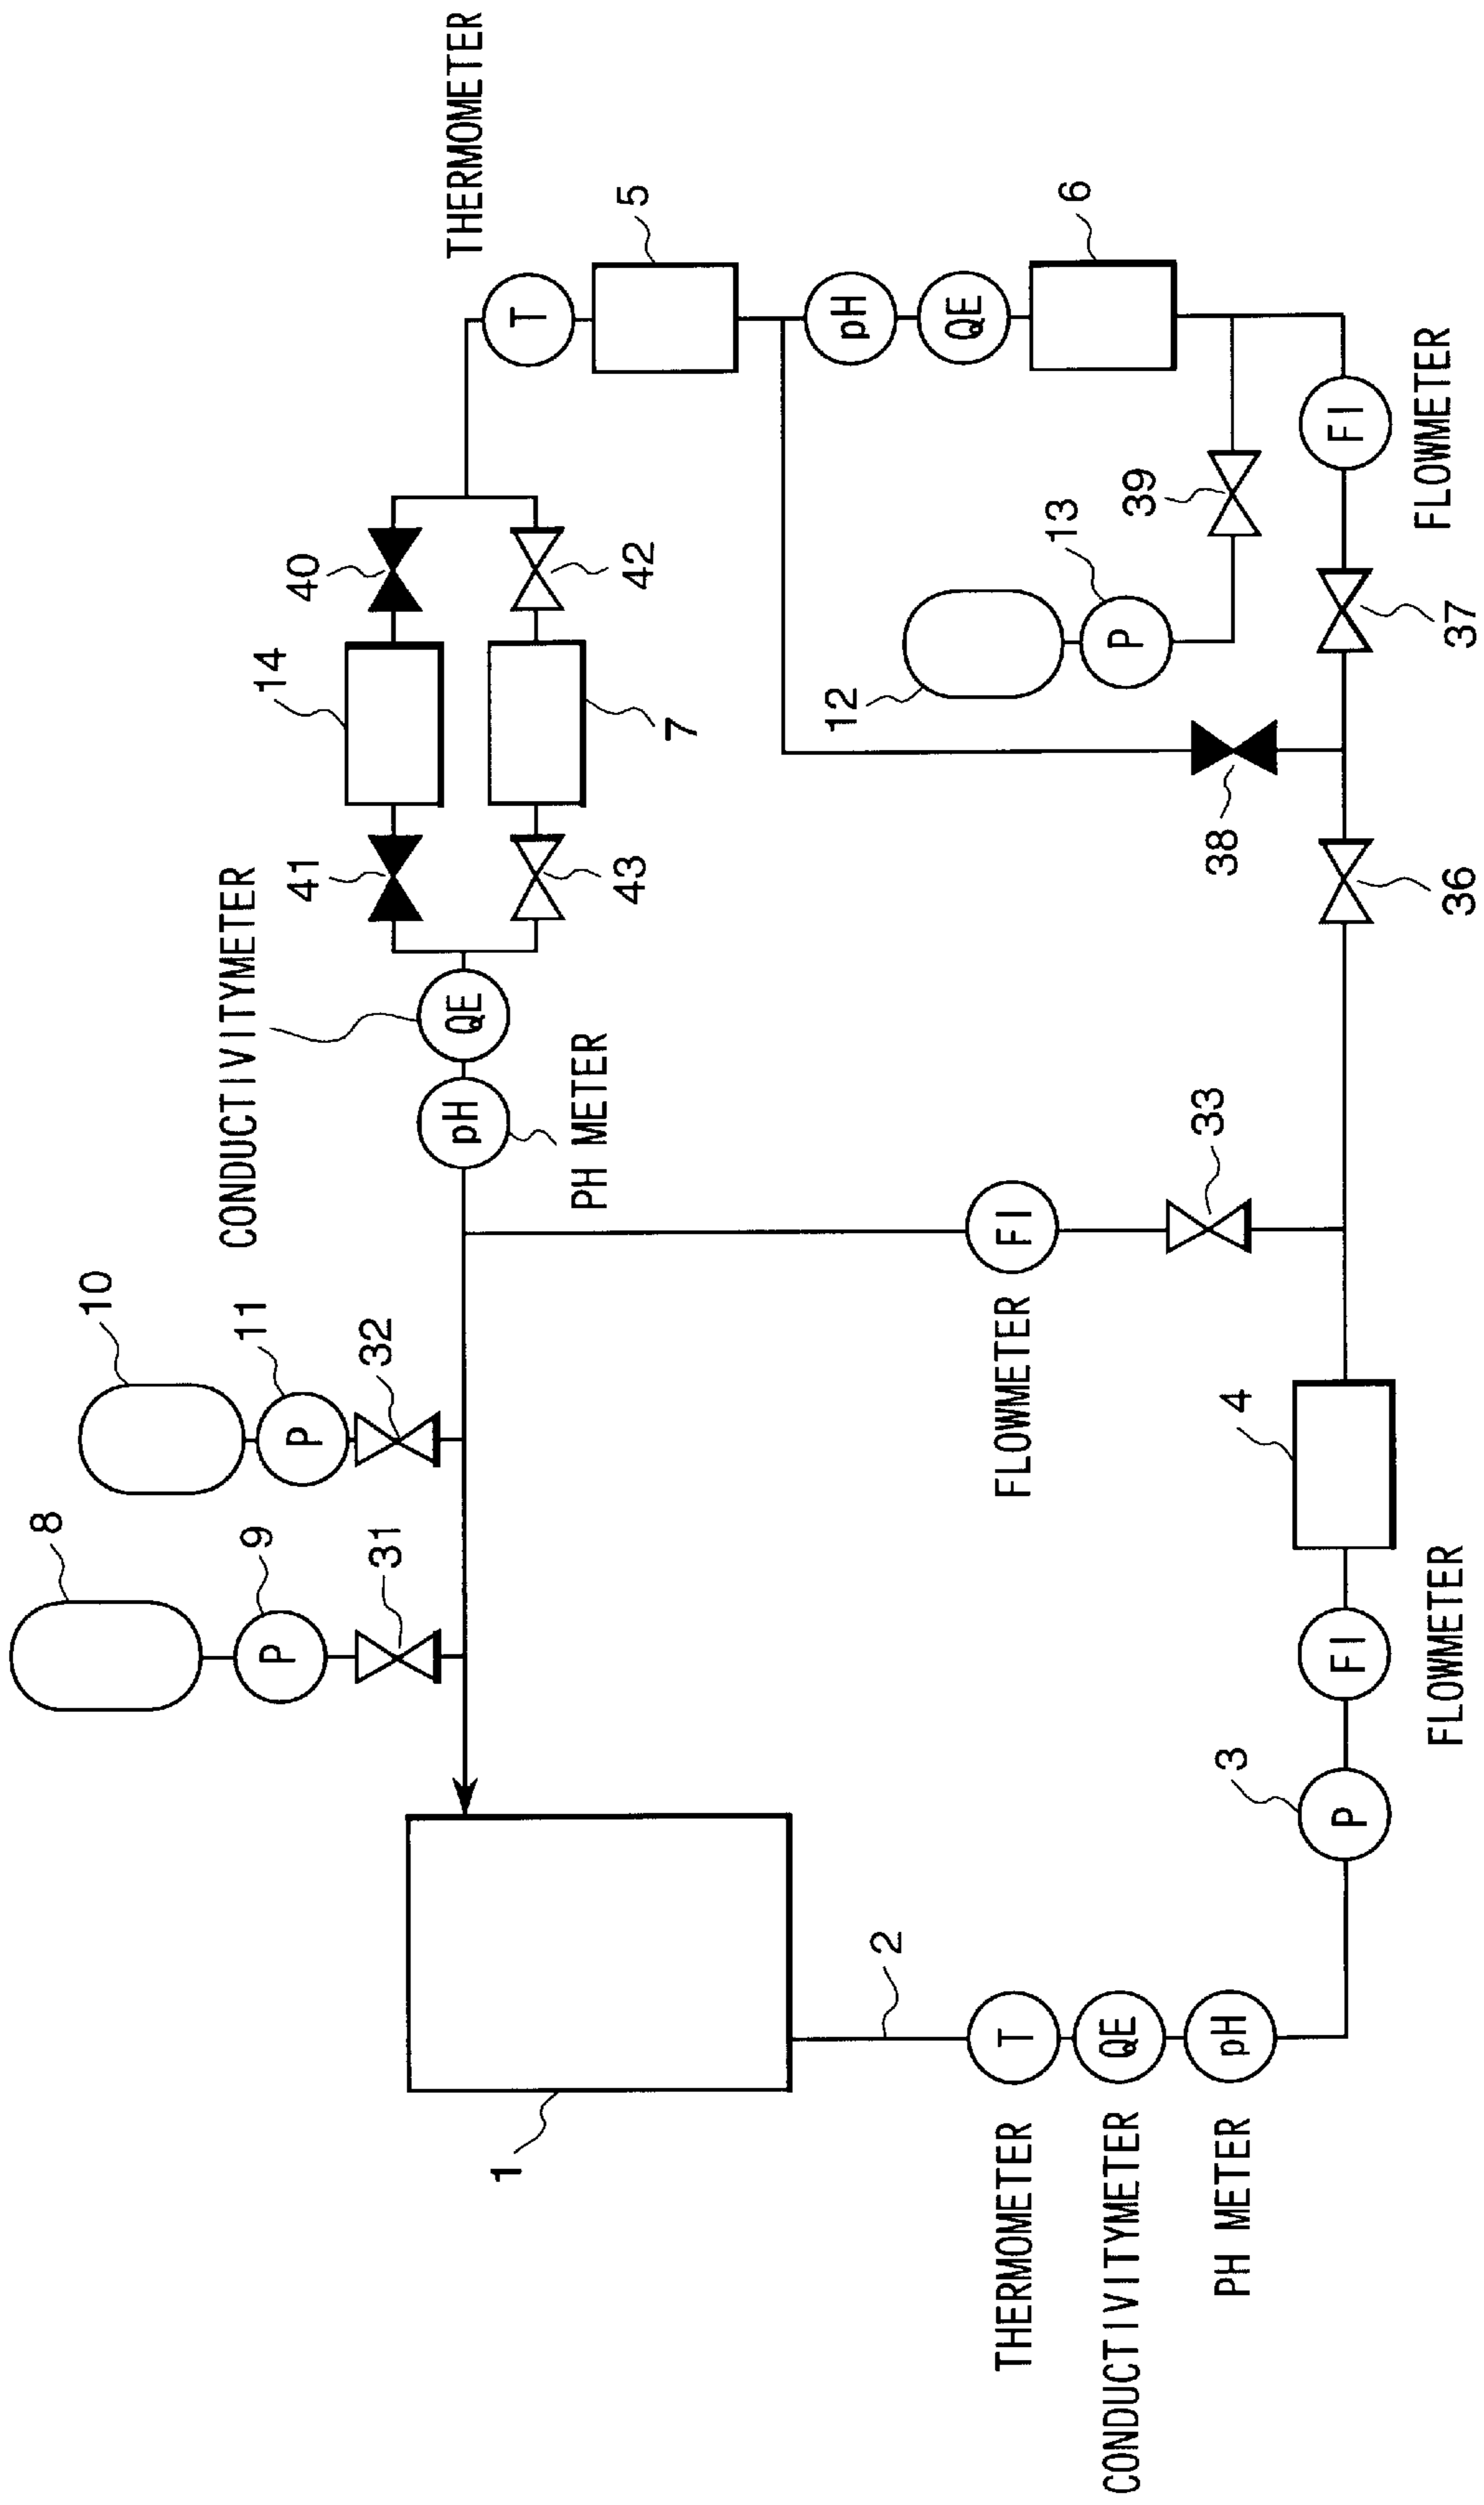 8
10
9
11
CONDUCTIVITYMETER
14
P
P
41
40
31
32
THERMOMETER
pH
QE
1
T
PH METER
43
42
5
7
12
pH
2
QE
THERMOMETER
T
FLOWMETER
FI
13
6
CONDUCTIVITYMETER
QE
P
39
PH METER
pH
3
4
33
38
P
FI
FI
FLOWMETER
FLOWMETER
36
37